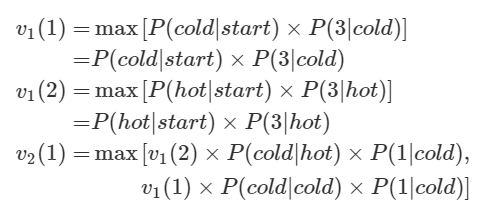 v₁(1) = max [P(cold|start) × P(3|cold)]
=P(cold|start) × P(3|cold)
v₁(2) = max [P(hot|start) × P(3|hot)]
=P(hot|start) × P(3|hot)
v₂(1) = max [v₁(2) × P(cold|hot) × P(1|cold),
v₁(1) × P(cold|cold) × P(1|cold)]